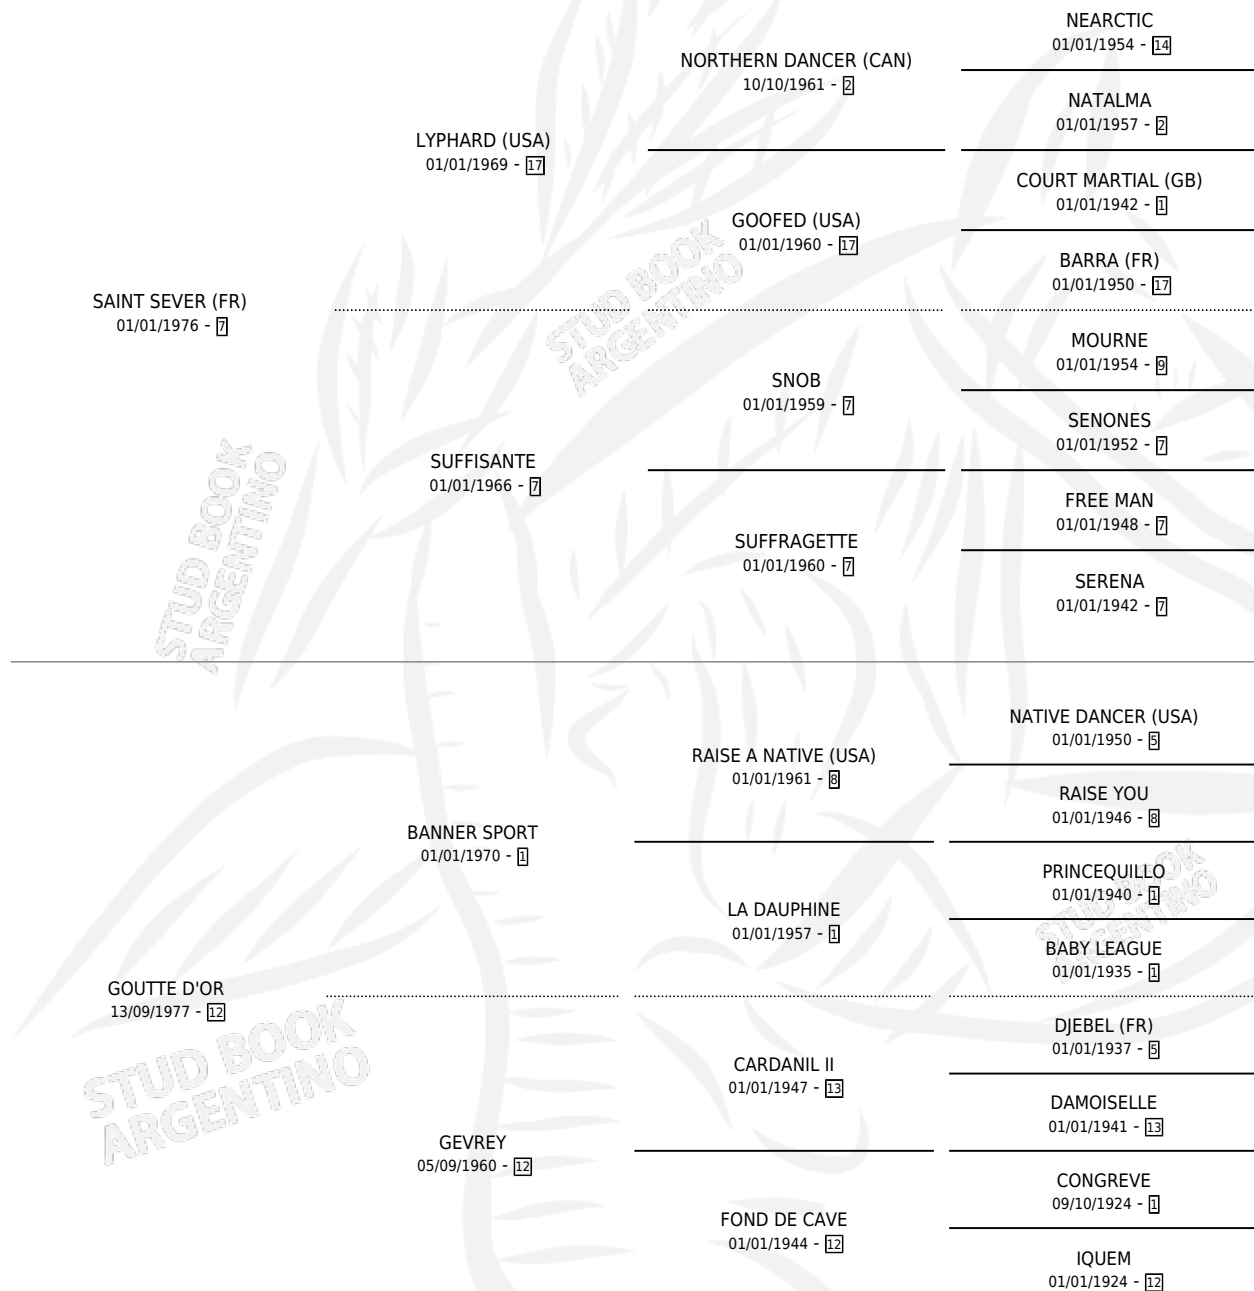 NEARCTIC
01/01/1954 - 14
NORTHERN DANCER (CAN)
10/10/1961 - 2
NATALMA
01/01/1957 - 2
LYPHARD (USA)
01/01/1969 - 17
COURT MARTIAL (GB)
01/01/1942 - 1
GOOFED (USA)
01/01/1960 - 17
BARRA (FR)
01/01/1950 - 17
SAINT SEVER (FR)
01/01/1976 - 7
MOURNE
01/01/1954 - 9
SNOB
01/01/1959 - 7
SENONES
01/01/1952 - 7
SUFFISANTE
01/01/1966 - 7
FREE MAN
01/01/1948 - 7
SUFFRAGETTE
01/01/1960 - 7
SERENA
01/01/1942 - 7
NATIVE DANCER (USA)
01/01/1950 - 5
RAISE A NATIVE (USA)
01/01/1961 - 8
RAISE YOU
01/01/1946 - 8
BANNER SPORT
01/01/1970 - 1
PRINCEQUILLO
01/01/1940 - 1
LA DAUPHINE
01/01/1957 - 1
BABY LEAGUE
01/01/1935 - 1
GOUTTE D'OR
13/09/1977 - 12
DJEBEL (FR)
01/01/1937 - 5
CARDANIL II
01/01/1947 - 13
DAMOISELLE
01/01/1941 - 13
GEVREY
05/09/1960 - 12
CONGREVE
09/10/1924 - 1
FOND DE CAVE
01/01/1944 - 12
IQUEM
01/01/1924 - 12
STUD BOOK
ARGENTINO
STUD BOOK
ARGENTINO
STUD BOOK
ARGENTINO
STUD BOOK
ARGENTINO